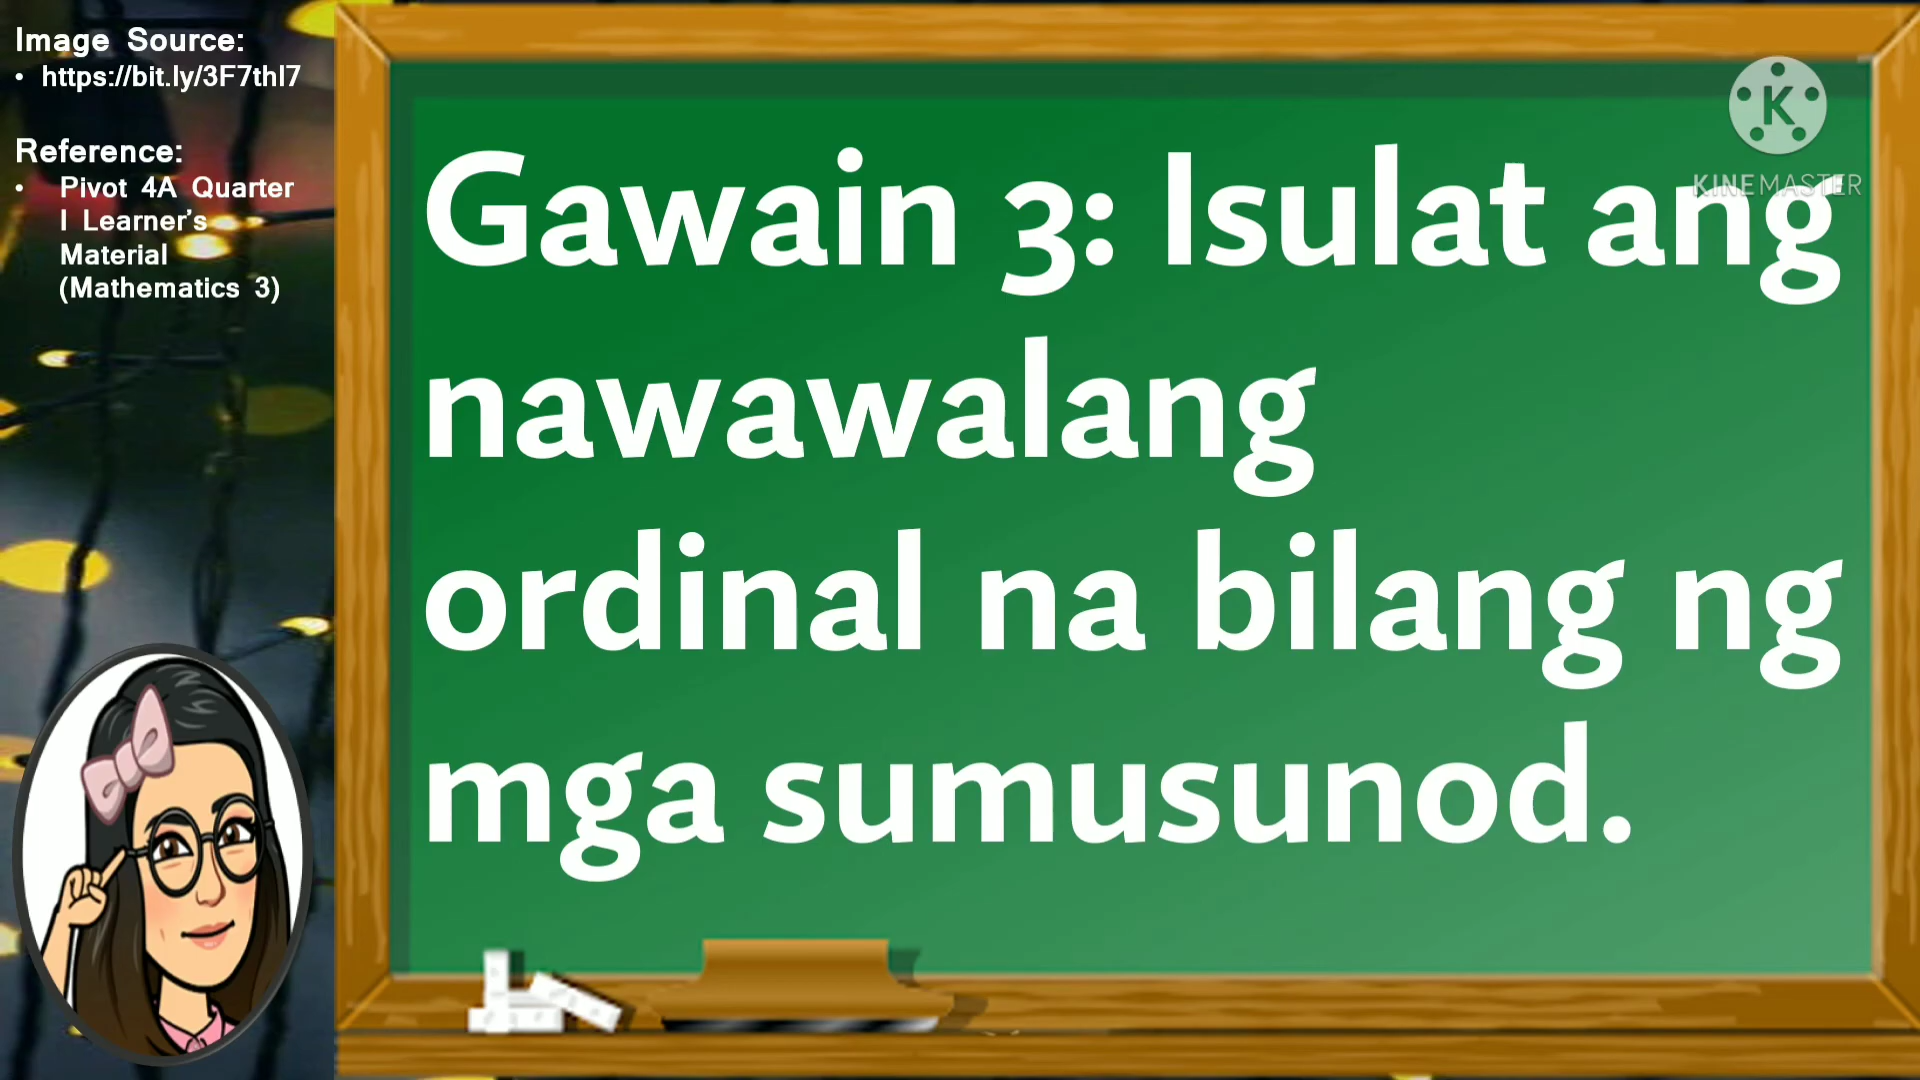 Image Source:
• https://bit.ly/3F7thI7
Reference:
• Pivot 4A Quarter
I Learner's
Material
(Mathematics 3)
K
KINEMASTER
Gawain 3: Isulat ang
nawawalang
ordinal na bilang ng
mga sumusunod.